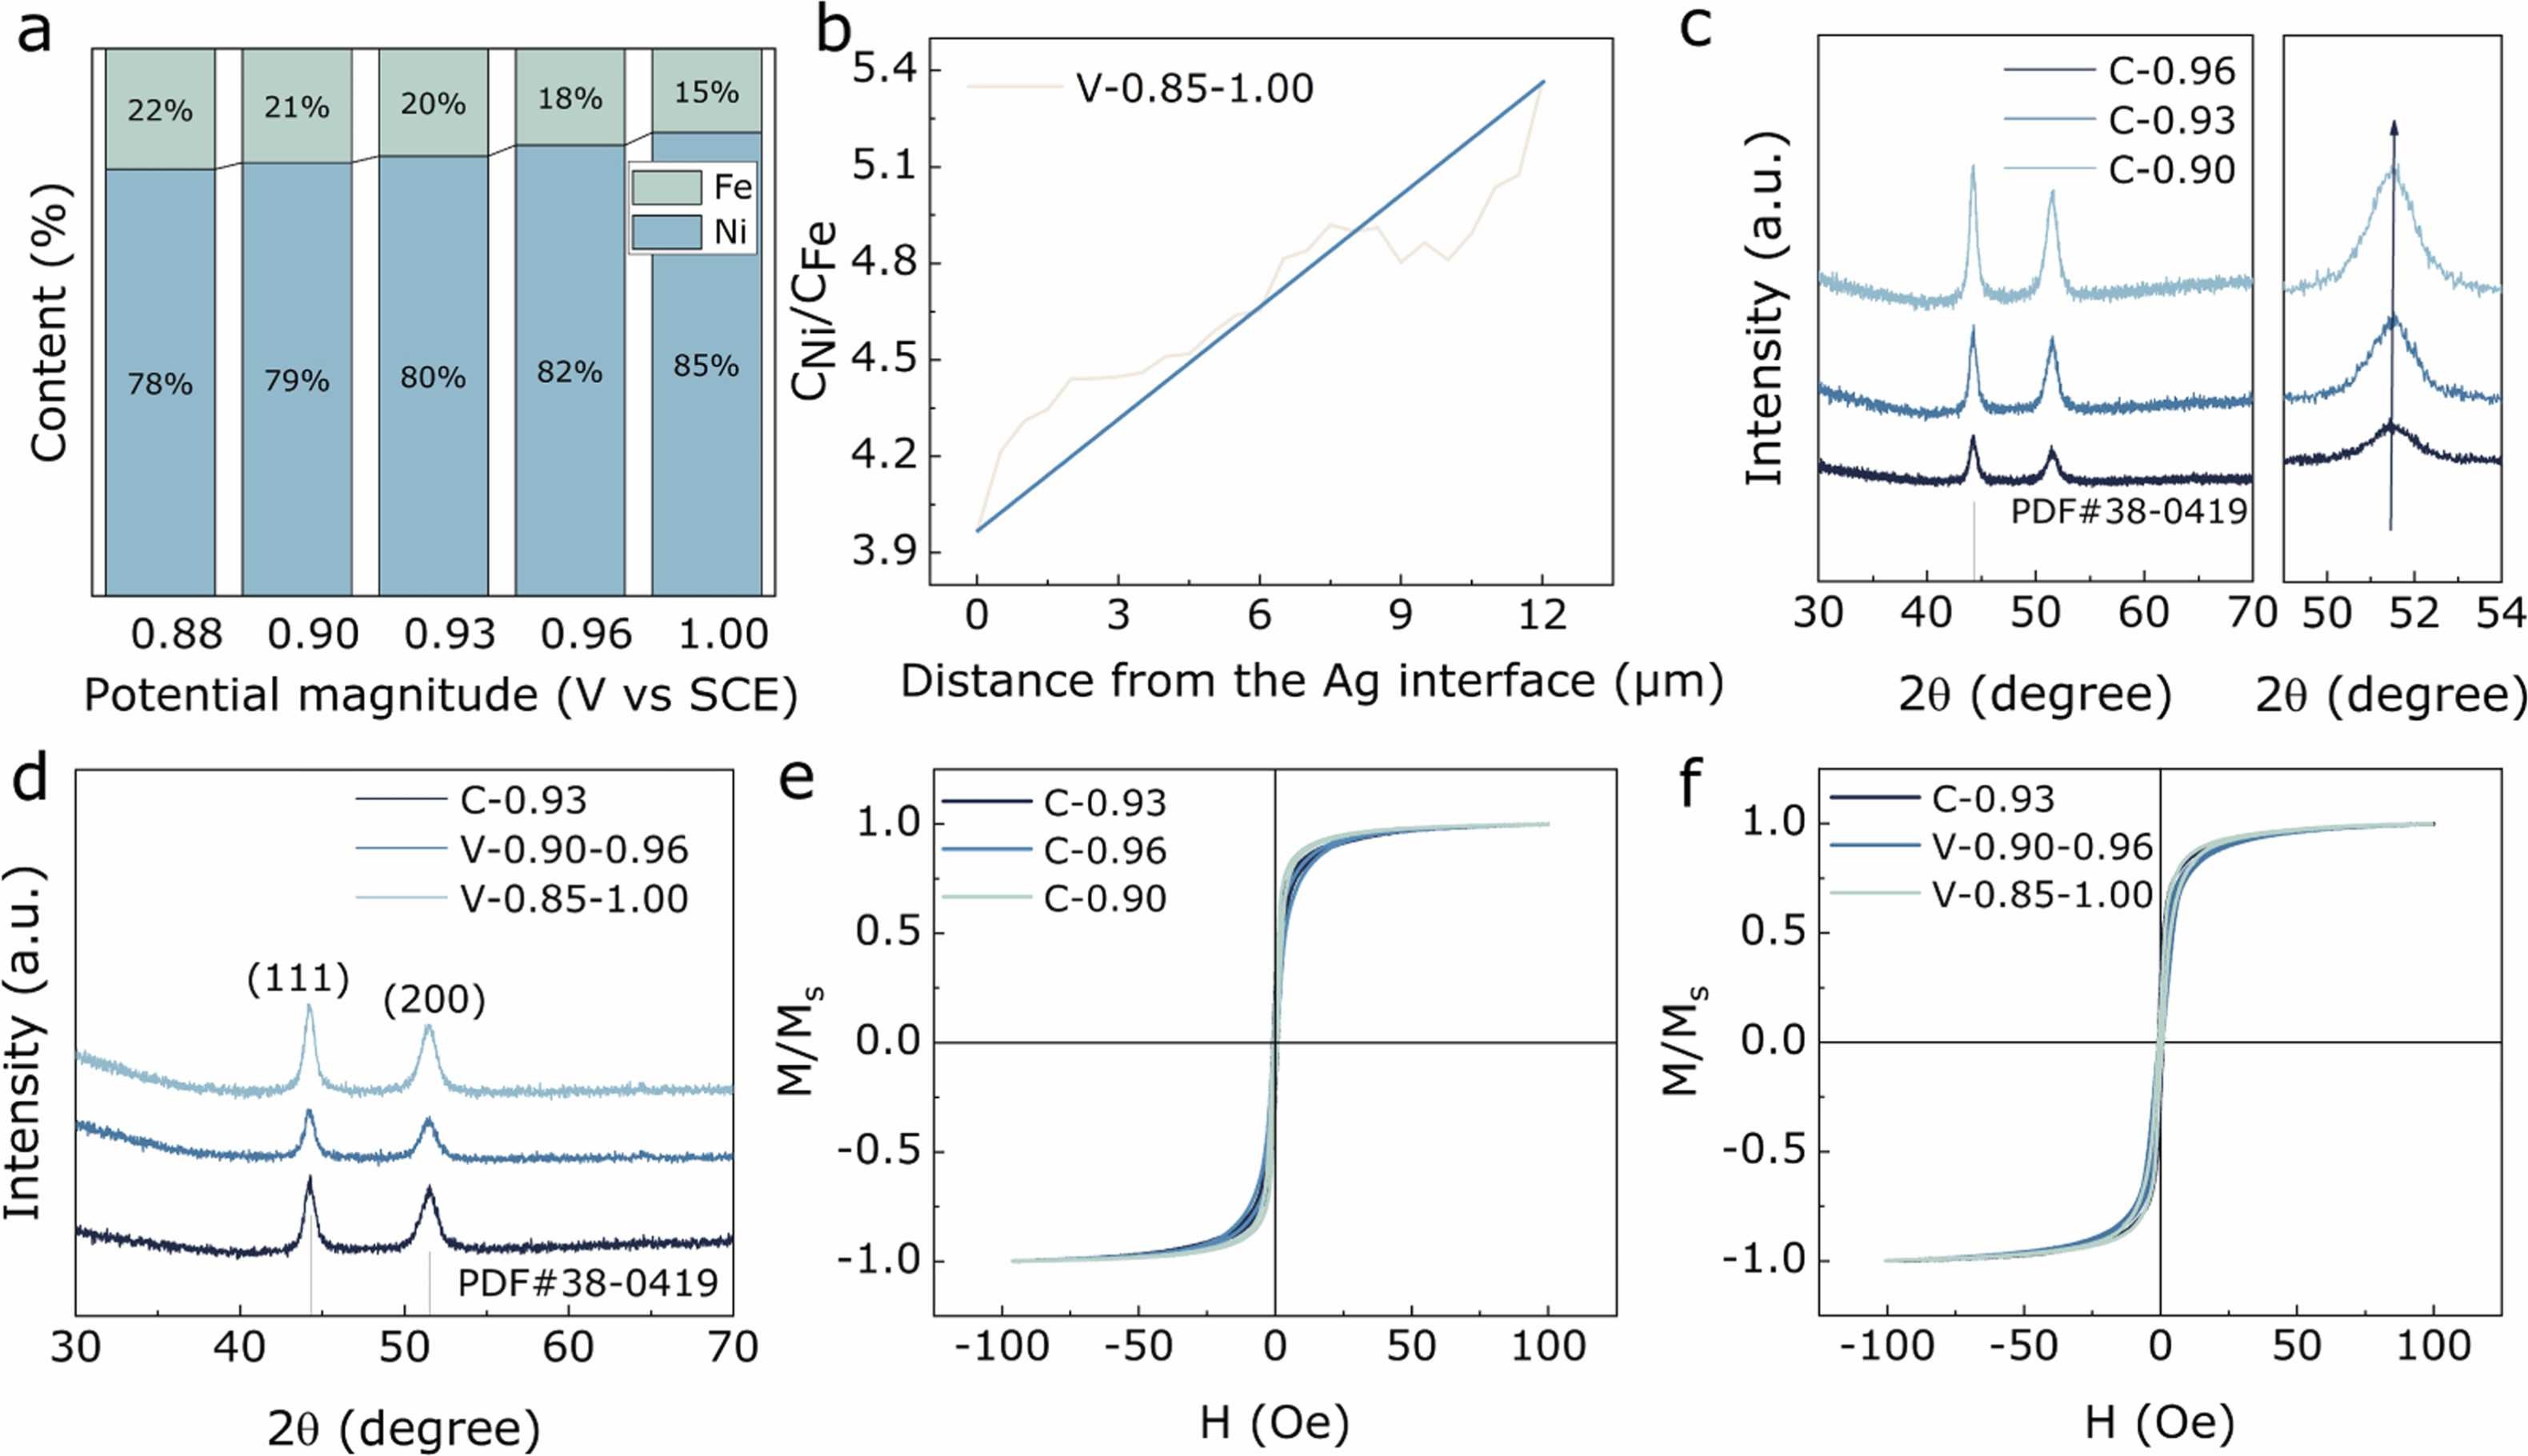 a
22%
21%
20%
18%
15%
78%
79%
80%
82%
85%
Fe
Ni
Content (%)
0.88 0.90 0.93 0.96 1.00
Potential magnitude (V vs SCE)
b
V-0.85-1.00
5.4
5.1
4.8
4.5
4.2
3.9
CNi/CFe
0 3 6 9 12
Distance from the Ag interface (μm)
c
C-0.96
C-0.93
C-0.90
Intensity (a.u.)
PDF#38-0419
30 40 50 60 70
2θ (degree)
50 52 54
2θ (degree)
d
C-0.93
V-0.90-0.96
V-0.85-1.00
(111)
(200)
Intensity (a.u.)
PDF#38-0419
30 40 50 60 70
2θ (degree)
e
C-0.93
C-0.96
C-0.90
1.0
0.5
0.0
-0.5
-1.0
M/Ms
-100 -50 0 50 100
H (Oe)
f
C-0.93
V-0.90-0.96
V-0.85-1.00
1.0
0.5
0.0
-0.5
-1.0
M/Ms
-100 -50 0 50 100
H (Oe)